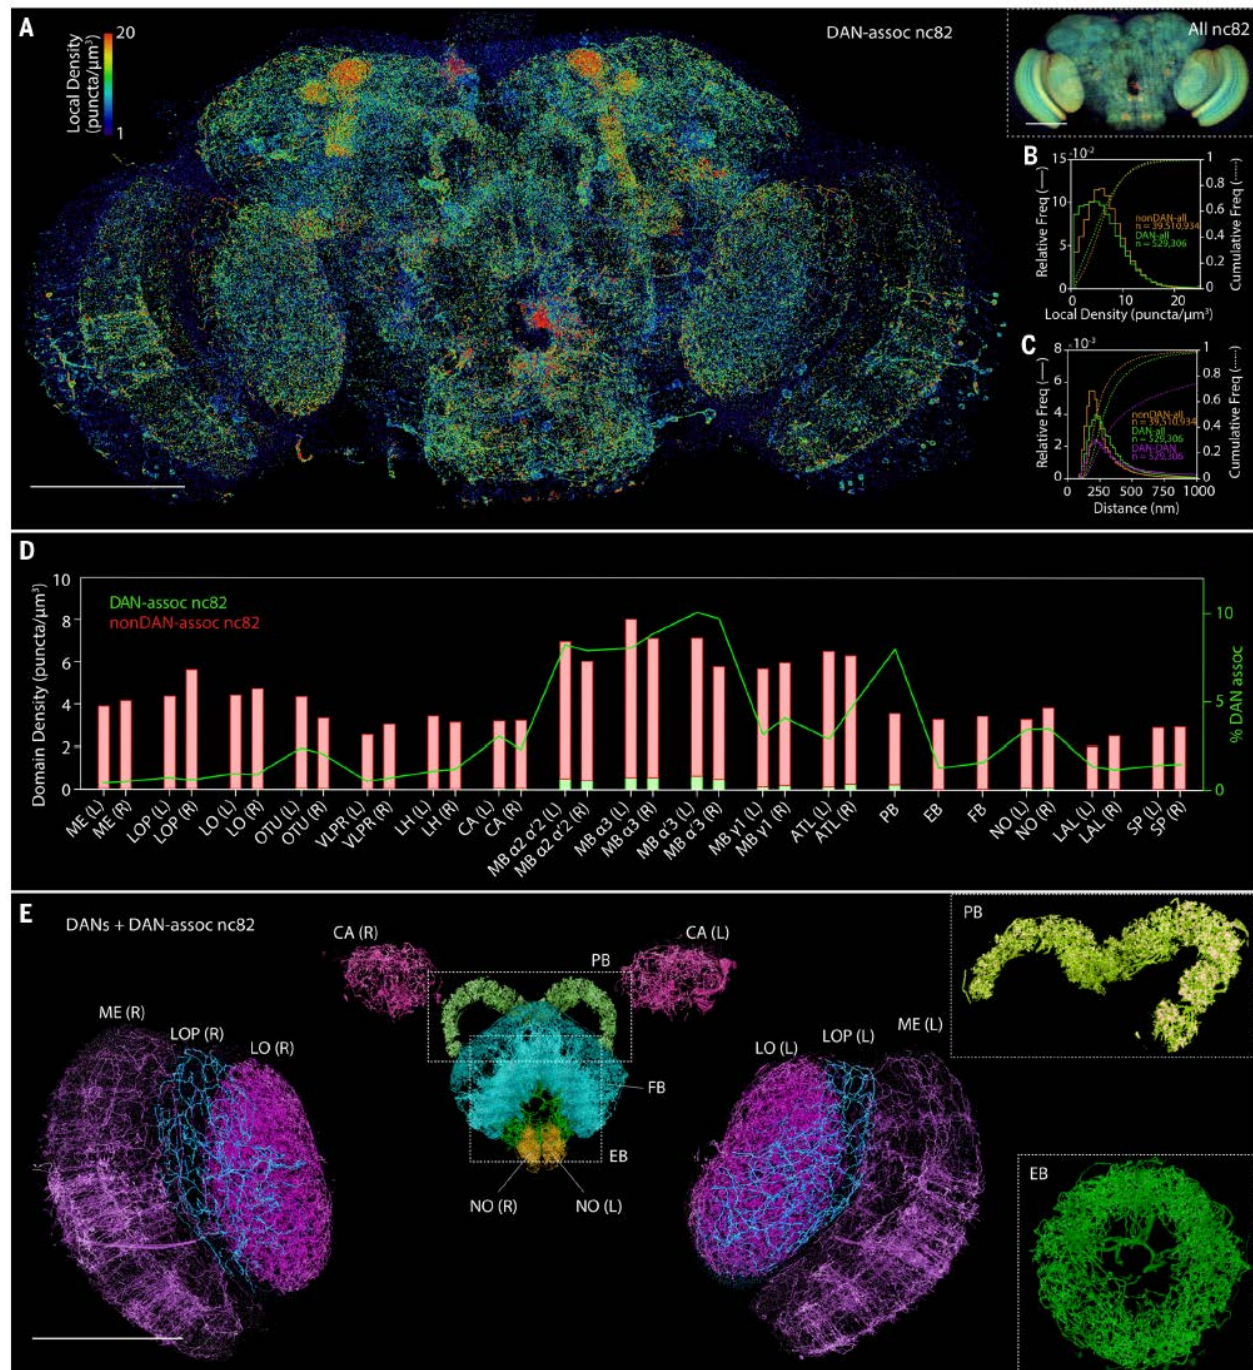 A
20
Local Density
(puncta/μm³)
1
DAN-assoc nc82
All nc82
B
15
×10⁻²
1
Relative Freq (—)
10
5
0
0.8
0.6
0.4
0.2
0
Cumulative Freq (.....)
nonDAN-all
n = 39,510,934
DAN-all
n = 529,306
0
10
20
Local Density (puncta/μm³)
C
8
×10⁻³
1
Relative Freq (—)
6
4
2
0
0.8
0.6
0.4
0.2
0
Cumulative Freq (.....)
nonDAN-all
n = 39,510,934
DAN-all
n = 529,306
DAN-DAN
n = 529,306
0
250
500
750
1000
Distance (nm)
D
Domain Density (puncta/μm³)
10
8
6
4
2
0
DAN-assoc nc82
nonDAN-assoc nc82
10
5
0
% DAN assoc
ME (L)
ME (R)
LOP (L)
LOP (R)
LO (L)
LO (R)
OTU (L)
OTU (R)
VLPR (L)
VLPR (R)
LH (L)
LH (R)
CA (L)
CA (R)
MB α2 α'2 (L)
MB α2 α'2 (R)
MB α3 (L)
MB α3 (R)
MB α'3 (L)
MB α'3 (R)
MB γ1 (L)
MB γ1 (R)
ATL (L)
ATL (R)
PB
EB
FB
NO (L)
NO (R)
LAL (L)
LAL (R)
SP (L)
SP (R)
E
DANs + DAN-assoc nc82
CA (R)
CA (L)
PB
PB
ME (R)
LOP (R)
LO (R)
LO (L)
LOP (L)
ME (L)
FB
EB
NO (R)
NO (L)
EB